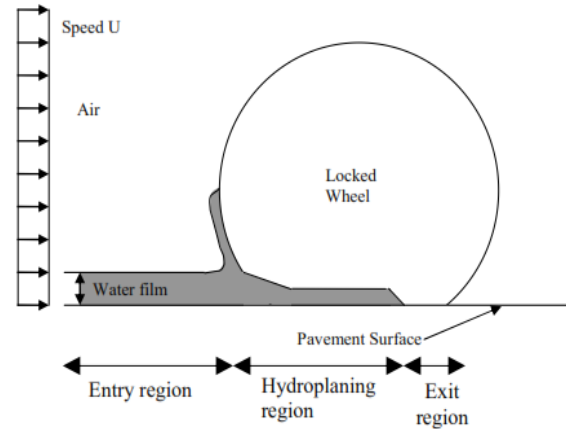 Speed U
Air
Locked
Wheel
Water film
Pavement Surface
Entry region
Hydroplaning
region
Exit
region